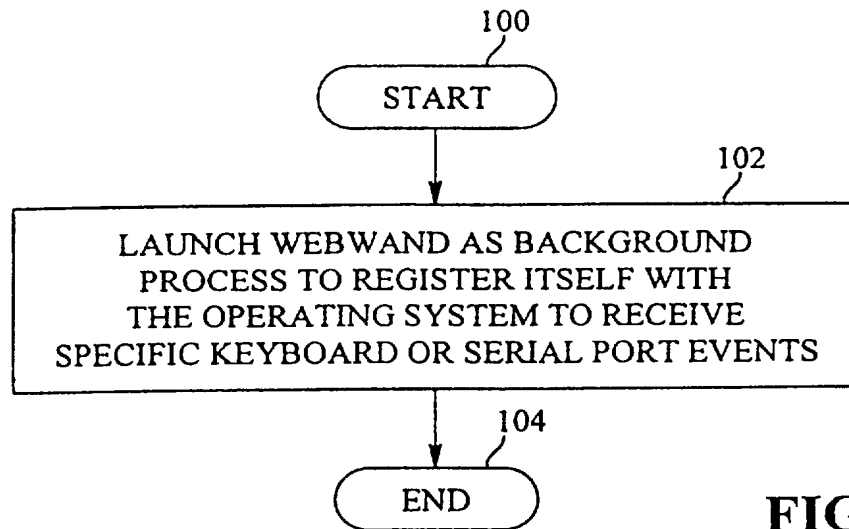 100
START
102
LAUNCH WEBWAND AS BACKGROUND
PROCESS TO REGISTER ITSELF WITH
THE OPERATING SYSTEM TO RECEIVE
SPECIFIC KEYBOARD OR SERIAL PORT EVENTS
104
END
FIG